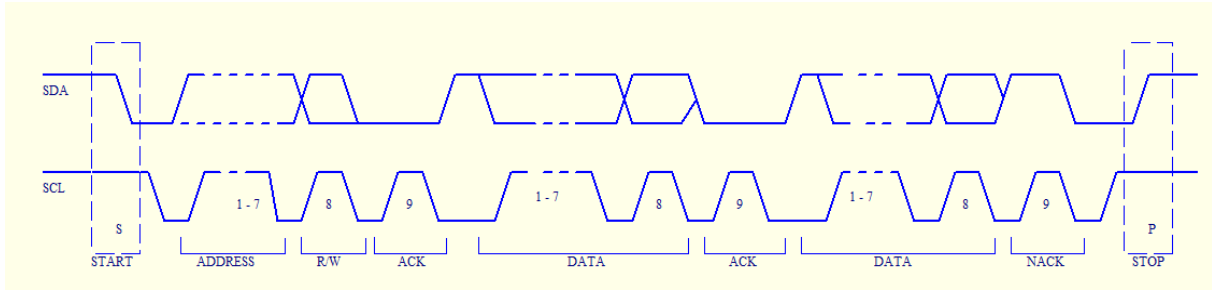 SDA
SCL
1 - 7 8 9 1 - 7 8 9 1 - 7 8 9
S P
START ADDRESS R/W ACK DATA ACK DATA NACK STOP